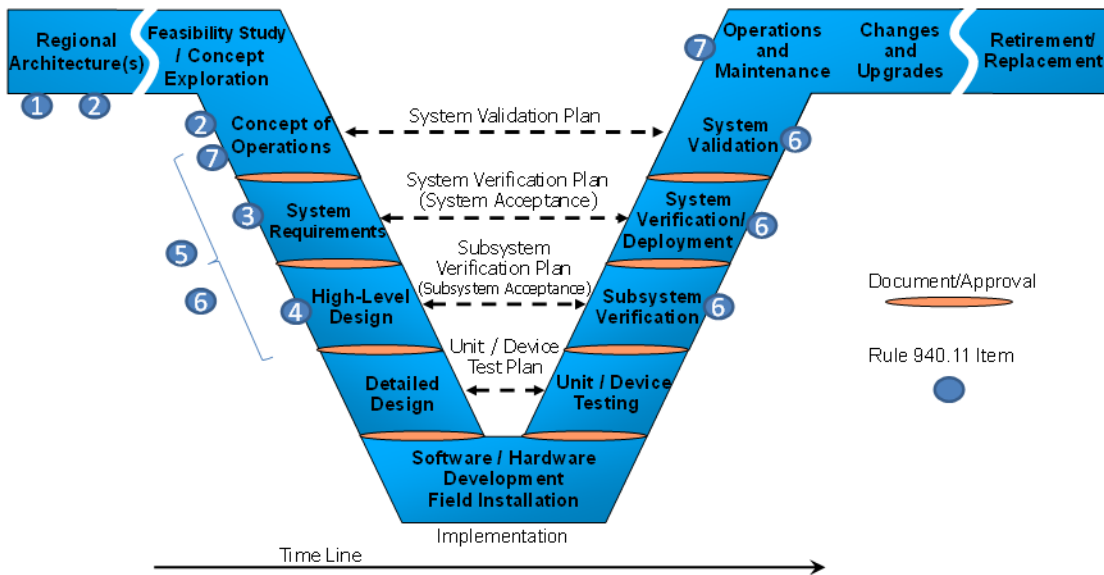 Regional
Architecture(s)
1
2
Feasibility Study
/ Concept
Exploration
2
Concept of
Operations
7
3
System
Requirements
5
6
4
High-Level
Design
Detailed
Design
Software / Hardware
Development
Field Installation
Implementation
Time Line
System Validation Plan
System Verification Plan
(System Acceptance)
Subsystem
Verification Plan
(Subsystem Acceptance)
Unit / Device
Test Plan
7
Operations
and
Maintenance
Changes
and
Upgrades
Retirement/
Replacement
System
Validation
6
System
Verification/
Deployment
6
Subsystem
Verification
6
Unit / Device
Testing
Document/Approval
Rule 940.11 Item